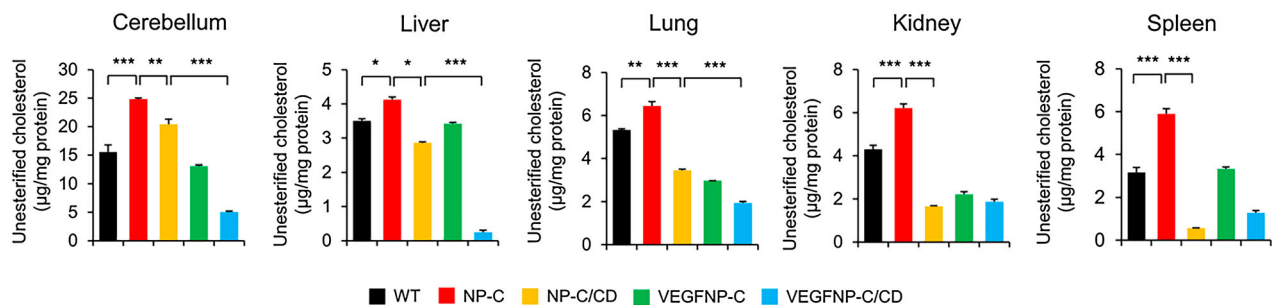 Cerebellum
Unesterified cholesterol
(µg/mg protein)
30
25
20
15
10
5
0
*** ** ***
Liver
Unesterified cholesterol
(µg/mg protein)
5
4
3
2
1
0
* * ***
Lung
Unesterified cholesterol
(µg/mg protein)
8
6
4
2
0
** *** ***
Kidney
Unesterified cholesterol
(µg/mg protein)
8
6
4
2
0
*** ***
Spleen
Unesterified cholesterol
(µg/mg protein)
8
6
4
2
0
*** ***
WT NP-C NP-C/CD VEGFNP-C VEGFNP-C/CD